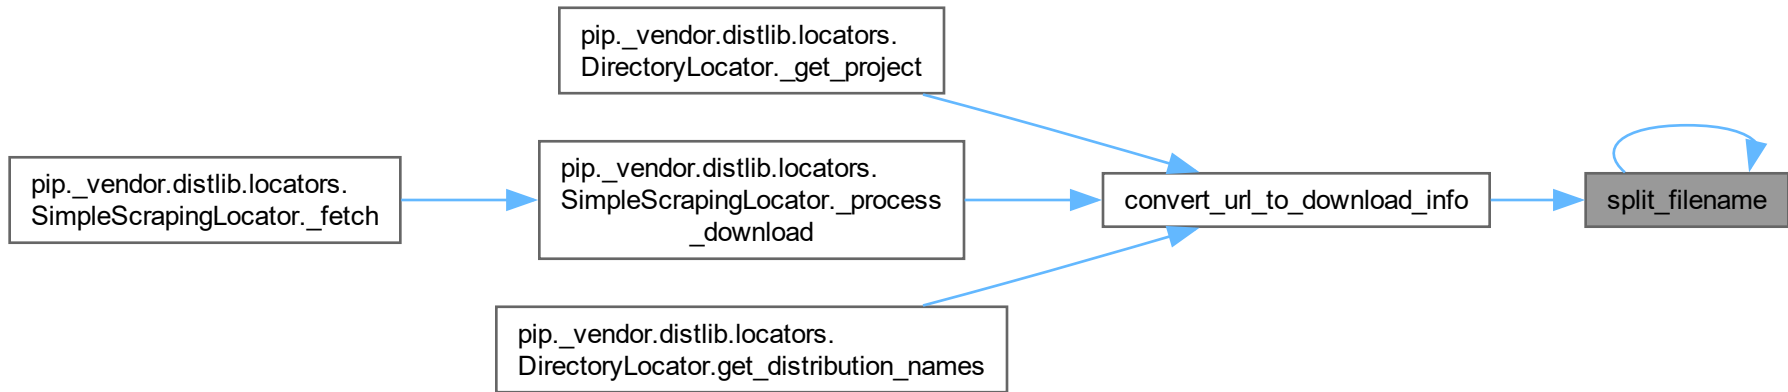 pip._vendor.distlib.locators.
DirectoryLocator._get_project
pip._vendor.distlib.locators.
SimpleScrapingLocator._fetch
pip._vendor.distlib.locators.
SimpleScrapingLocator._process
_download
convert_url_to_download_info
split_filename
pip._vendor.distlib.locators.
DirectoryLocator.get_distribution_names